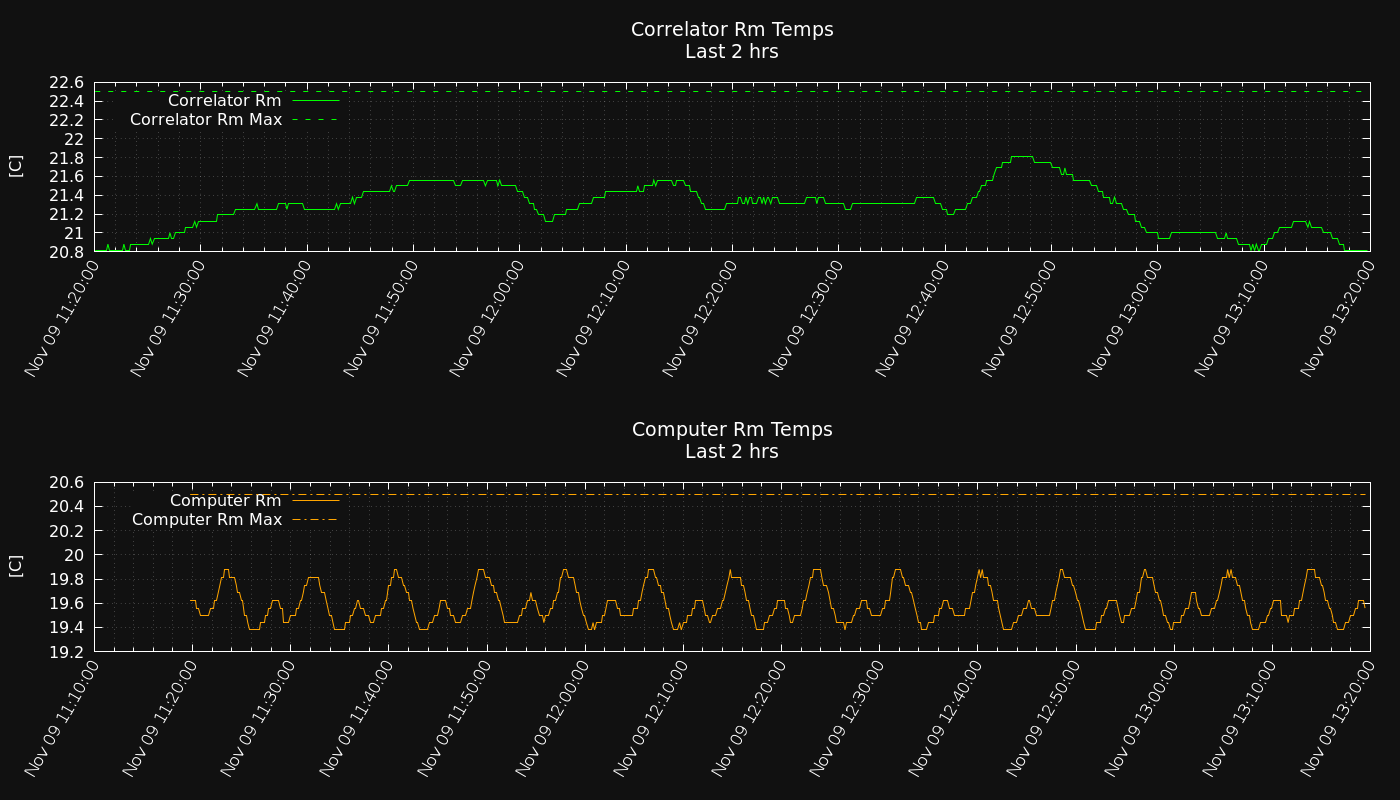 Correlator Rm Temps
Last 2 hrs
22.6
22.4
22.2
22
21.8
21.6
21.4
21.2
21
20.8
[C]
Correlator Rm
Correlator Rm Max
Nov 09 11:20:00
Nov 09 11:30:00
Nov 09 11:40:00
Nov 09 11:50:00
Nov 09 12:00:00
Nov 09 12:10:00
Nov 09 12:20:00
Nov 09 12:30:00
Nov 09 12:40:00
Nov 09 12:50:00
Nov 09 13:00:00
Nov 09 13:10:00
Nov 09 13:20:00
Computer Rm Temps
Last 2 hrs
20.6
20.4
20.2
20
19.8
19.6
19.4
19.2
[C]
Computer Rm
Computer Rm Max
Nov 09 11:10:00
Nov 09 11:20:00
Nov 09 11:30:00
Nov 09 11:40:00
Nov 09 11:50:00
Nov 09 12:00:00
Nov 09 12:10:00
Nov 09 12:20:00
Nov 09 12:30:00
Nov 09 12:40:00
Nov 09 12:50:00
Nov 09 13:00:00
Nov 09 13:10:00
Nov 09 13:20:00